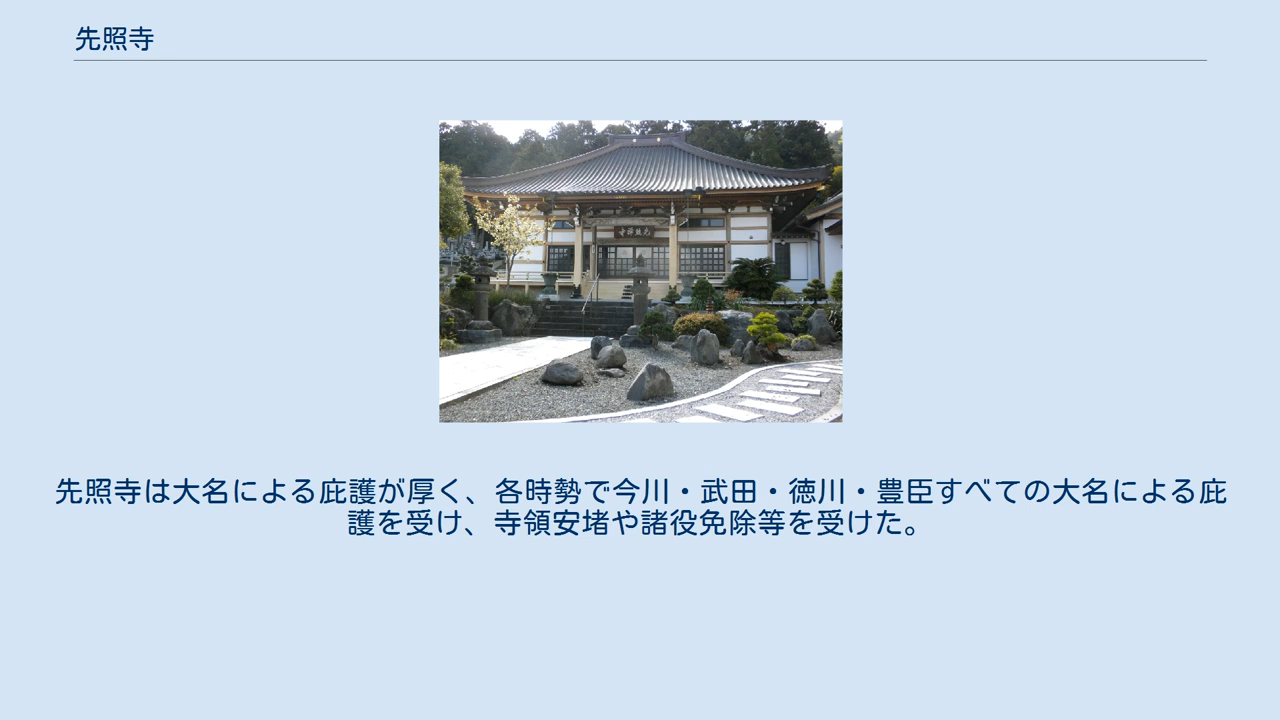 先照寺
先照寺は大名による庇護が厚く、各時勢で今川・武田・徳川・豊臣すべての大名による庇
護を受け、寺領安堵や諸役免除等を受けた。